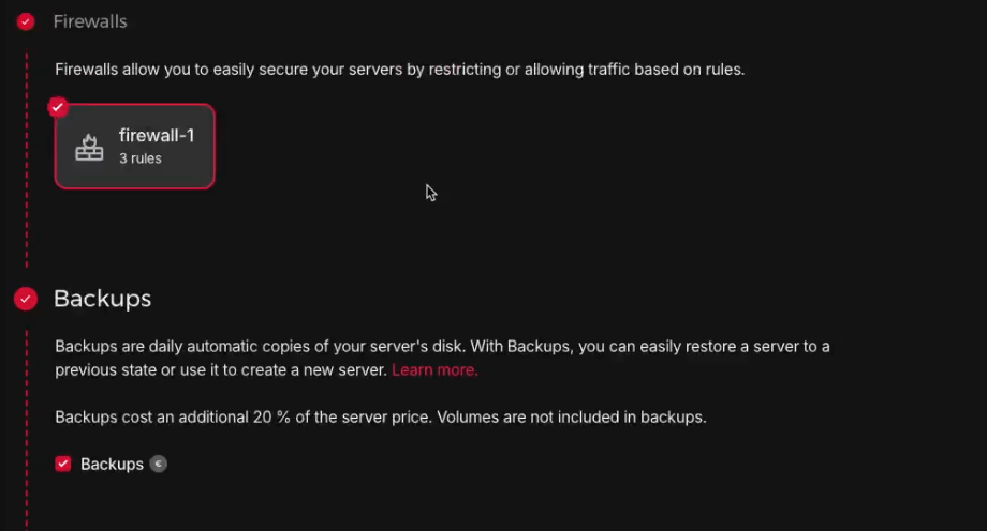 Firewalls
Firewalls allow you to easily secure your servers by restricting or allowing traffic based on rules.
firewall-1
3 rules
Backups
Backups are daily automatic copies of your server's disk. With Backups, you can easily restore a server to a
previous state or use it to create a new server. Learn more.
Backups cost an additional 20 % of the server price. Volumes are not included in backups.
Backups €